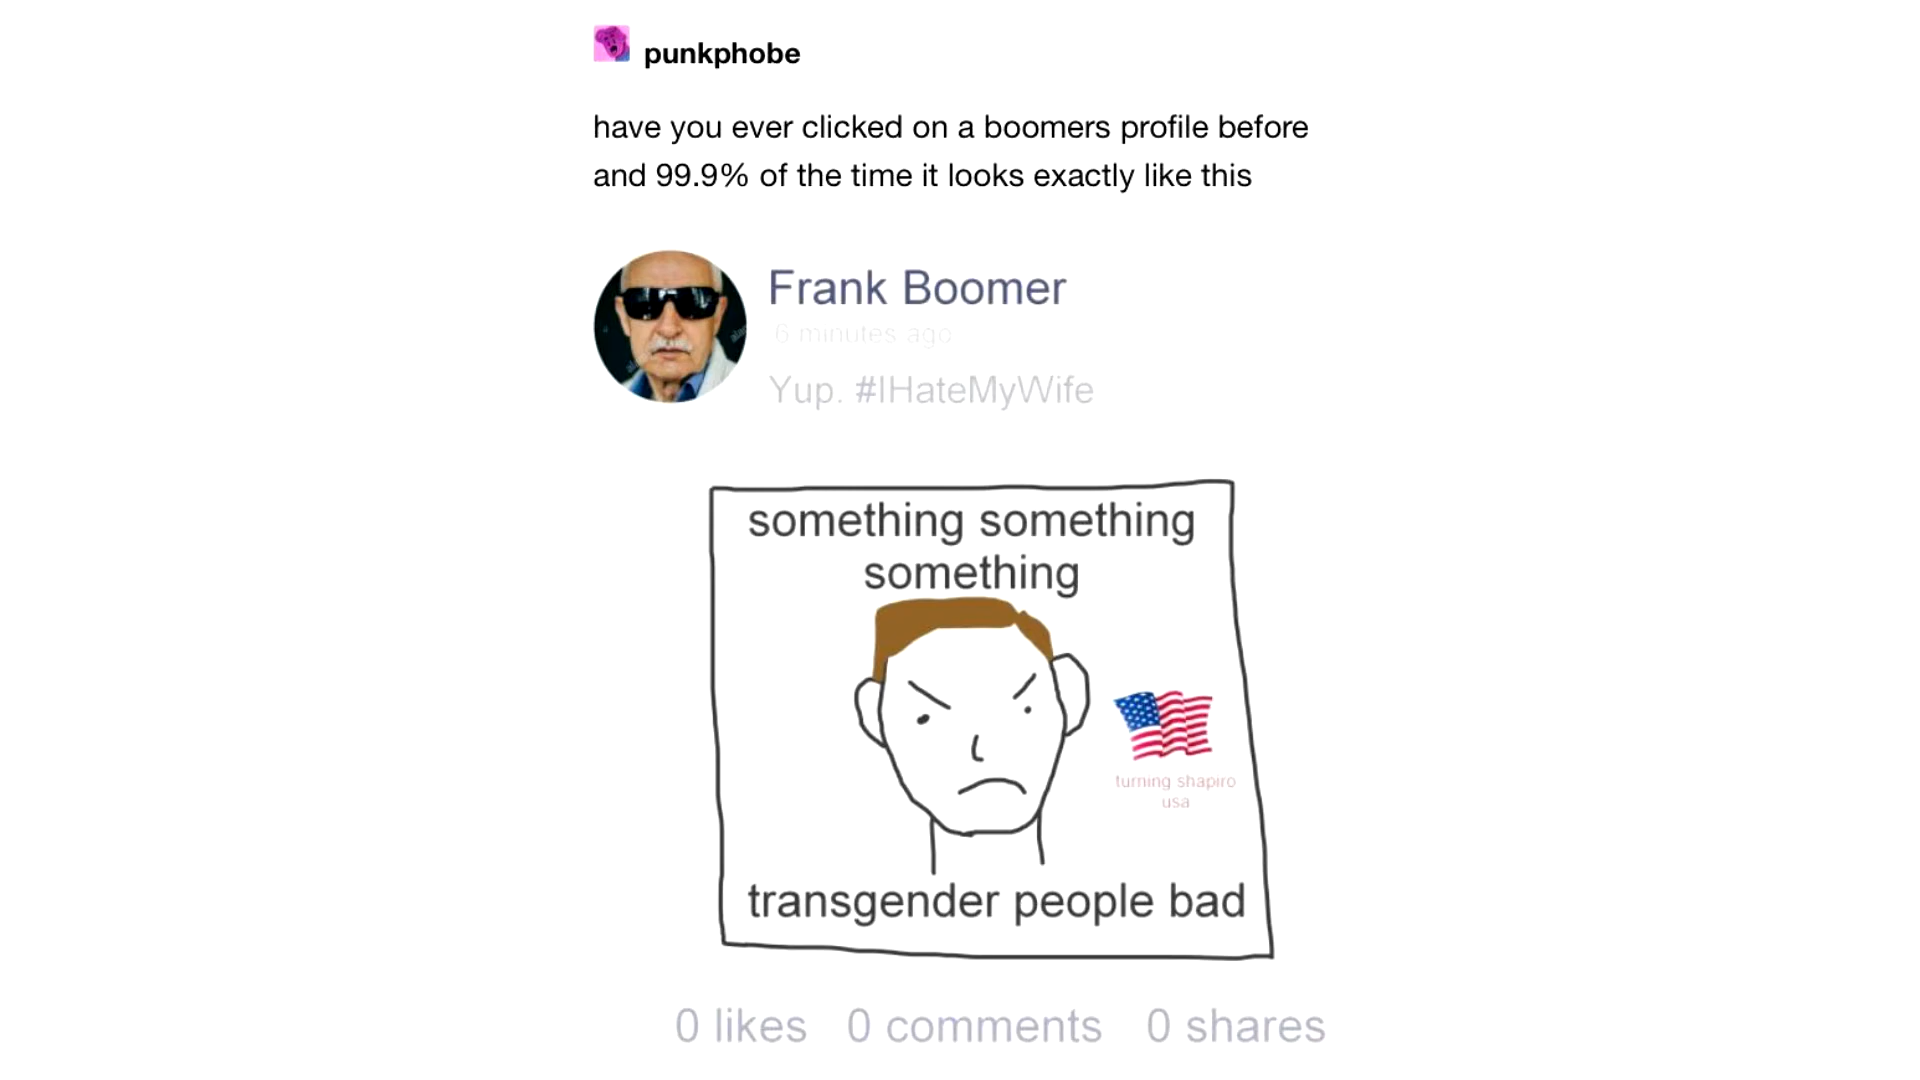 punkphobe
have you ever clicked on a boomers profile before
and 99.9% of the time it looks exactly like this
Frank Boomer
6 minutes ago
Yup. #IHateMyWife
something something
something
turning shapiro
usa
transgender people bad
0 likes 0 comments 0 shares